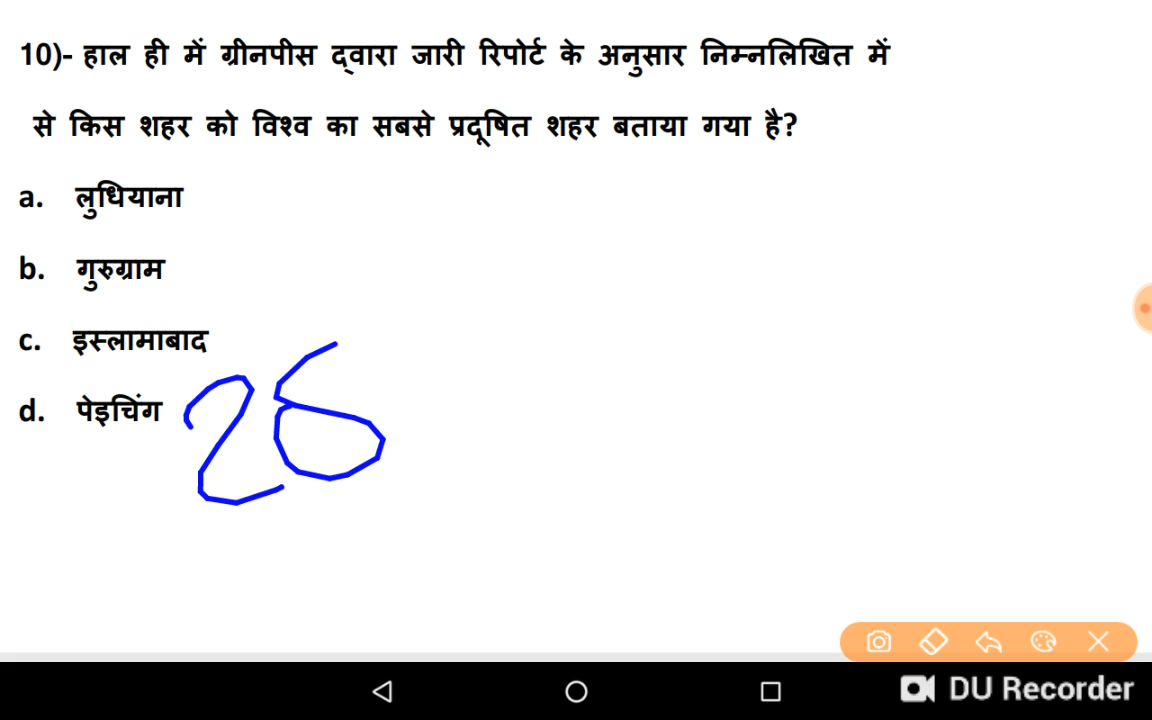 10)- हाल ही में ग्रीनपीस द्वारा जारी रिपोर्ट के अनुसार निम्नलिखित में
से किस शहर को विश्व का सबसे प्रदूषित शहर बताया गया है?
a. लुधियाना
b. गुरुग्राम
c. इस्लामाबाद
d. पेइचिंग
26
DU Recorder